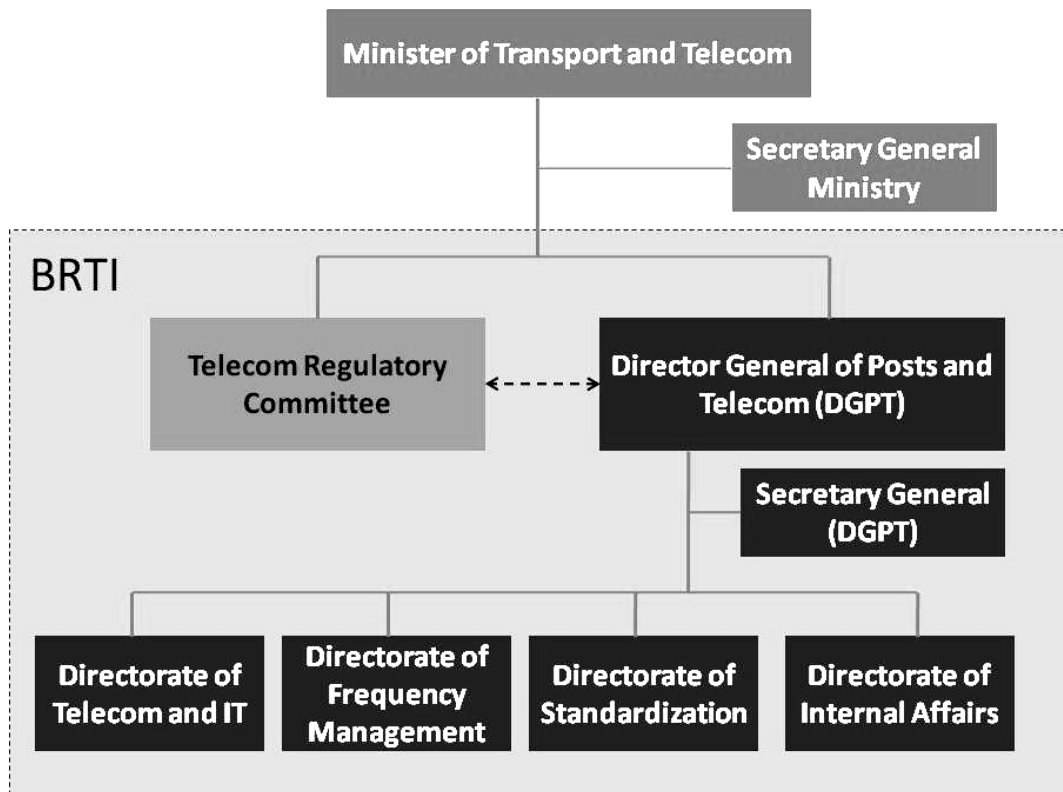 Minister of Transport and Telecom
Secretary General
Ministry
BRTI
Telecom Regulatory
Committee
Director General of Posts and
Telecom (DGPT)
Secretary General
(DGPT)
Directorate of
Telecom and IT
Directorate of
Frequency
Management
Directorate of
Standardization
Directorate of
Internal Affairs